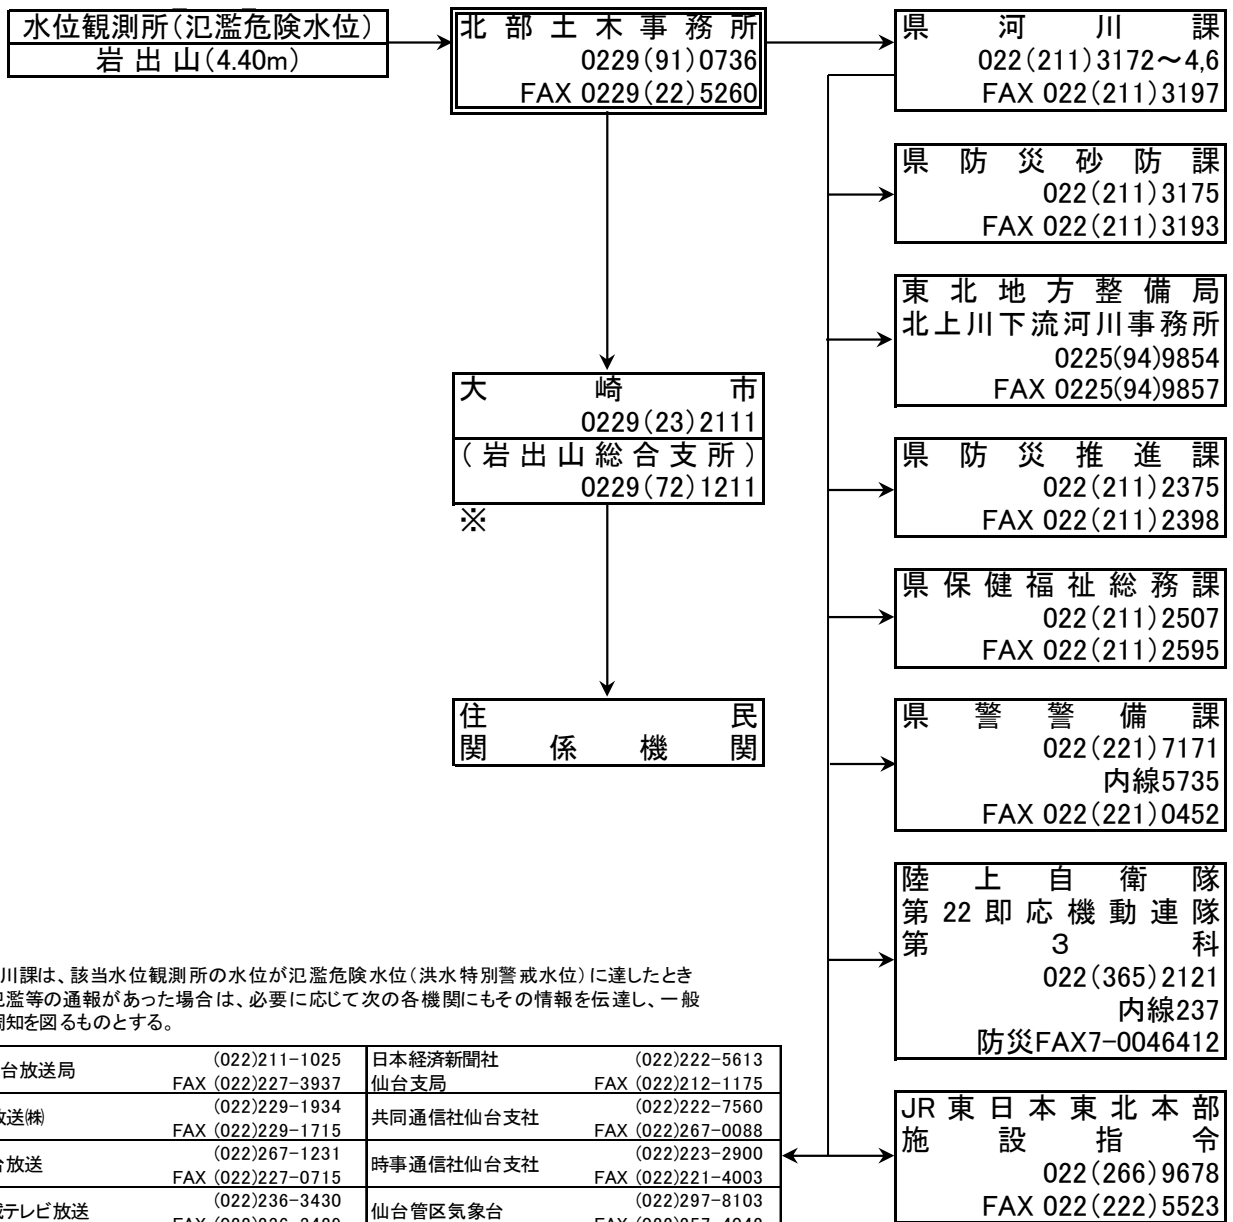 水位観測所(氾濫危険水位)
岩出山(4.40m)
北部土木事務所
0229(91)0736
FAX 0229(22)5260
県河川課
022(211)3172～4,6
FAX 022(211)3197
県防災砂防課
022(211)3175
FAX 022(211)3193
東北地方整備局
北上川下流河川事務所
0225(94)9854
FAX 0225(94)9857
大崎市
0229(23)2111
(岩出山総合支所)
0229(72)1211
※
県防災推進課
022(211)2375
FAX 022(211)2398
県保健福祉総務課
022(211)2507
FAX 022(211)2595
住民
関係機関
県警警備課
022(221)7171
内線5735
FAX 022(221)0452
陸上自衛隊
第22即応機動連隊
第3科
022(365)2121
内線237
防災FAX7-0046412
JR東日本東北本部
施設指令
022(266)9678
FAX 022(222)5523
川課は、該当水位観測所の水位が氾濫危険水位(洪水特別警戒水位)に達したとき
氾濫等の通報があった場合は、必要に応じて次の各機関にもその情報を伝達し、一般
周知を図るものとする。
台放送局 (022)211-1025 日本経済新聞社 (022)222-5613
FAX (022)227-3937 仙台支局 FAX (022)212-1175
放送㈱ (022)229-1934 共同通信社仙台支社 (022)222-7560
FAX (022)229-1715 FAX (022)267-0088
台放送 (022)267-1231 時事通信社仙台支社 (022)223-2900
FAX (022)227-0715 FAX (022)221-4003
テレビ放送 (022)236-3430 仙台管区気象台 (022)297-8103